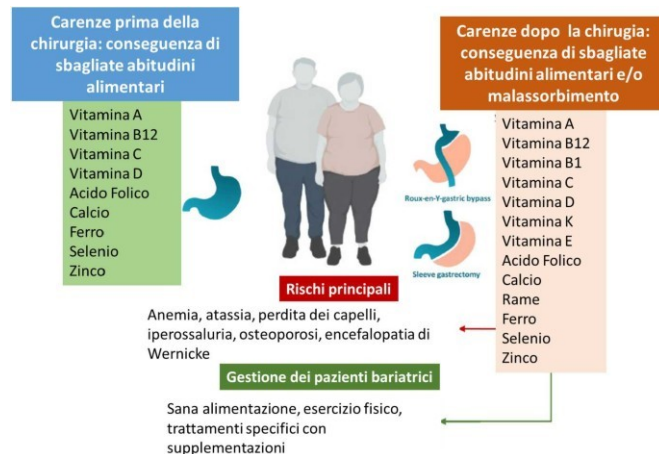 Carenze prima della
chirurgia: conseguenza di
sbagliate abitudini
alimentari
Vitamina A
Vitamina B12
Vitamina C
Vitamina D
Acido Folico
Calcio
Ferro
Selenio
Zinco
Roux-en-Y-gastric bypass
Sleeve gastrectomy
Carenze dopo la chirugia:
conseguenza di sbagliate
abitudini alimentari e/o
malassorbimento
Vitamina A
Vitamina B12
Vitamina B1
Vitamina C
Vitamina D
Vitamina K
Vitamina E
Acido Folico
Calcio
Rame
Ferro
Selenio
Zinco
Rischi principali
Anemia, atassia, perdita dei capelli,
iperossaluria, osteoporosi, encefalopatia di
Wernicke
Gestione dei pazienti bariatrici
Sana alimentazione, esercizio fisico,
trattamenti specifici con
supplementazioni